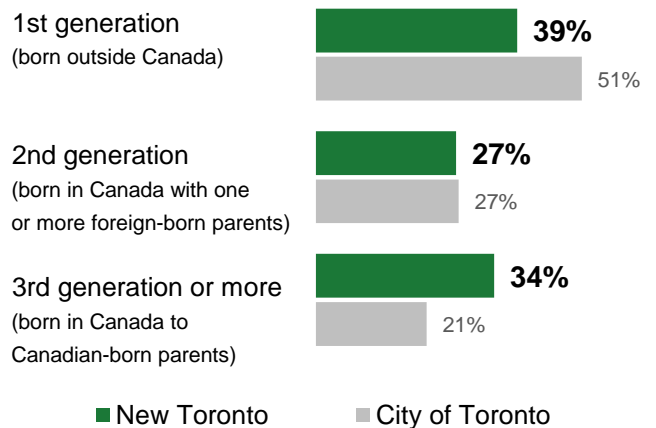 1st generation
(born outside Canada)
39%
51%
2nd generation
(born in Canada with one
or more foreign-born parents)
27%
27%
3rd generation or more
(born in Canada to
Canadian-born parents)
34%
21%
New Toronto
City of Toronto